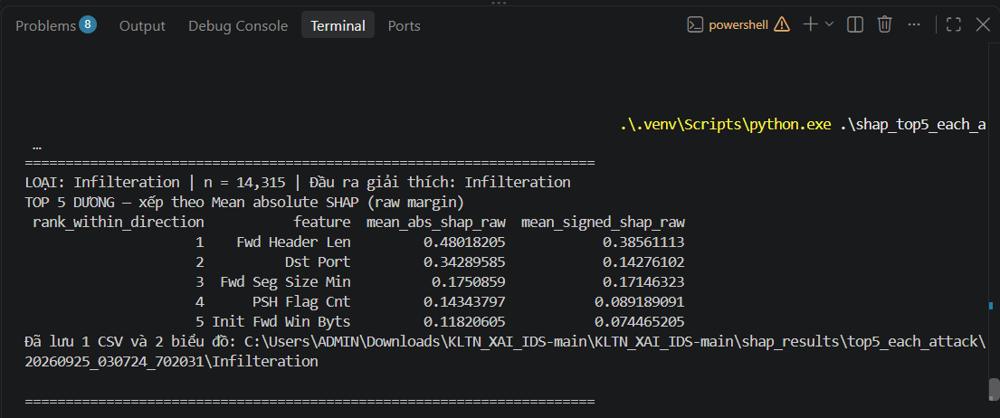 Problems 8 Output Debug Console Terminal Ports powershell
.\.venv\Scripts\python.exe .\shap_top5_each_a
…
======================================================================
LOẠI: Infilteration | n = 14,315 | Đầu ra giải thích: Infilteration
TOP 5 DƯƠNG — xếp theo Mean absolute SHAP (raw margin)
rank_within_direction feature mean_abs_shap_raw mean_signed_shap_raw
1 Fwd Header Len 0.48018205 0.38561113
2 Dst Port 0.34289585 0.14276102
3 Fwd Seg Size Min 0.1750859 0.17146323
4 PSH Flag Cnt 0.14343797 0.089189091
5 Init Fwd Win Byts 0.11820605 0.074465205
Đã lưu 1 CSV và 2 biểu đồ: C:\Users\ADMIN\Downloads\KLTN_XAI_IDS-main\KLTN_XAI_IDS-main\shap_results\top5_each_attack\
20260925_030724_702031\Infilteration
======================================================================